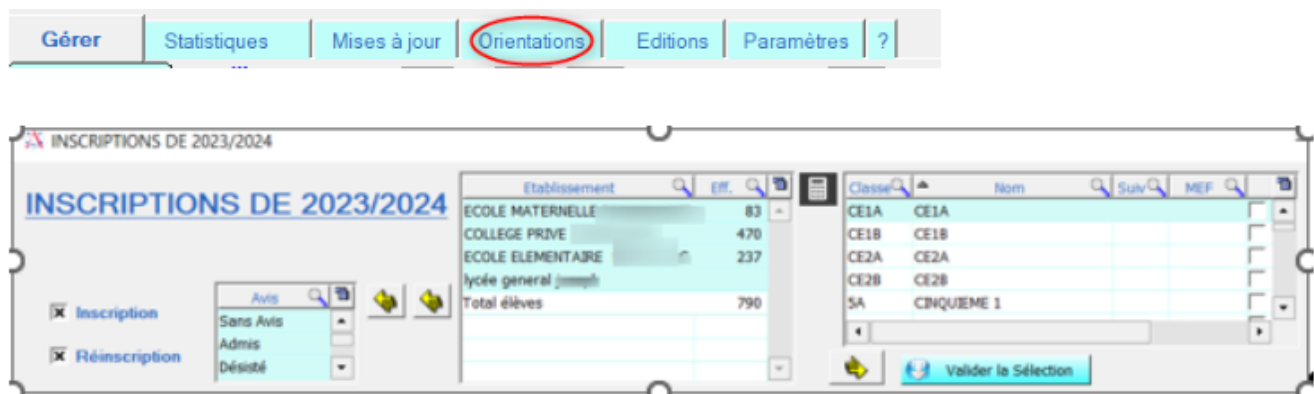 Gérer Statistiques Mises à jour Orientations Editions Paramètres ?
INSCRIPTIONS DE 2023/2024
INSCRIPTIONS DE 2023/2024
Inscription
Réinscription
Avis
Sans Avis
Admis
Désisté
Etablissement Eff.
ECOLE MATERNELLE 83
COLLEGE PRIVE 470
ECOLE ELEMENTAIRE 237
lycée general
Total élèves 790
Classe Nom Suiv MEF
CE1A CE1A
CE1B CE1B
CE2A CE2A
CE2B CE2B
5A CINQUIEME 1
Valider la Sélection